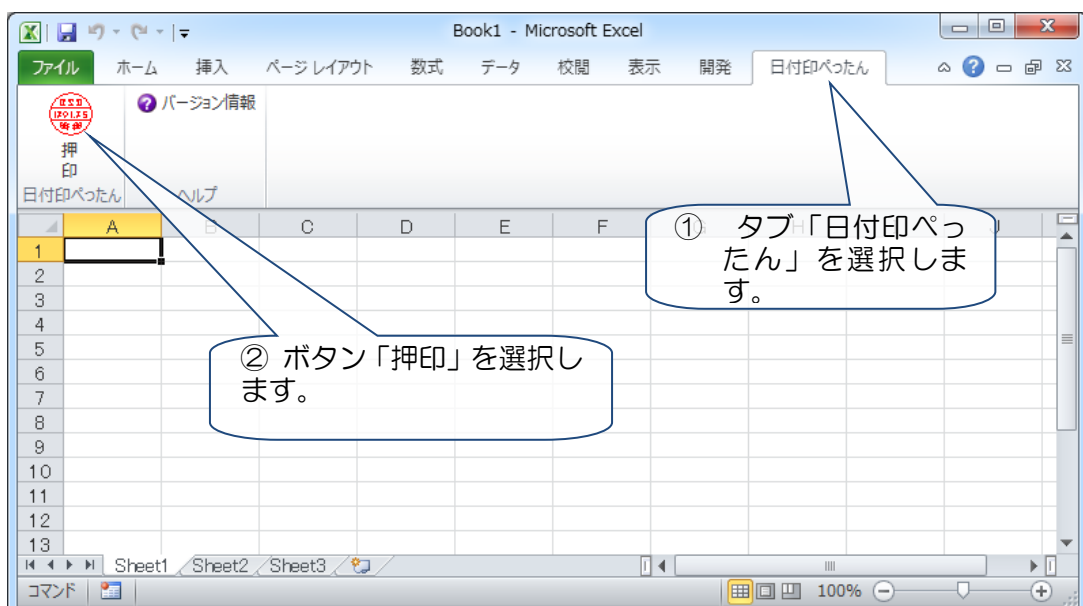 Book1 - Microsoft Excel
ファイル ホーム 挿入 ページ レイアウト 数式 データ 校閲 表示 開発 日付印ぺったん
バージョン情報
押
印
日付印ぺったん ヘルプ
A B C D E F G H J
① タブ「日付印ぺっ
たん」を選択しま
す。
1
2
3
4
5
② ボタン「押印」を選択し
ます。
6
7
8
9
10
11
12
13
Sheet1 Sheet2 Sheet3
コマンド 100%